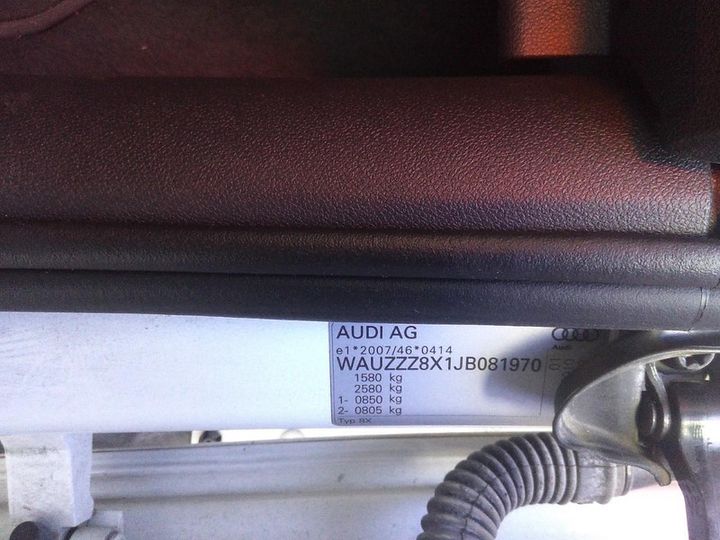 AUDI AG
e1*2007/46*0414
WAUZZZ8X1JB081970
1580 kg
2580 kg
1- 0850 kg
2- 0805 kg
Typ 8X
Audi